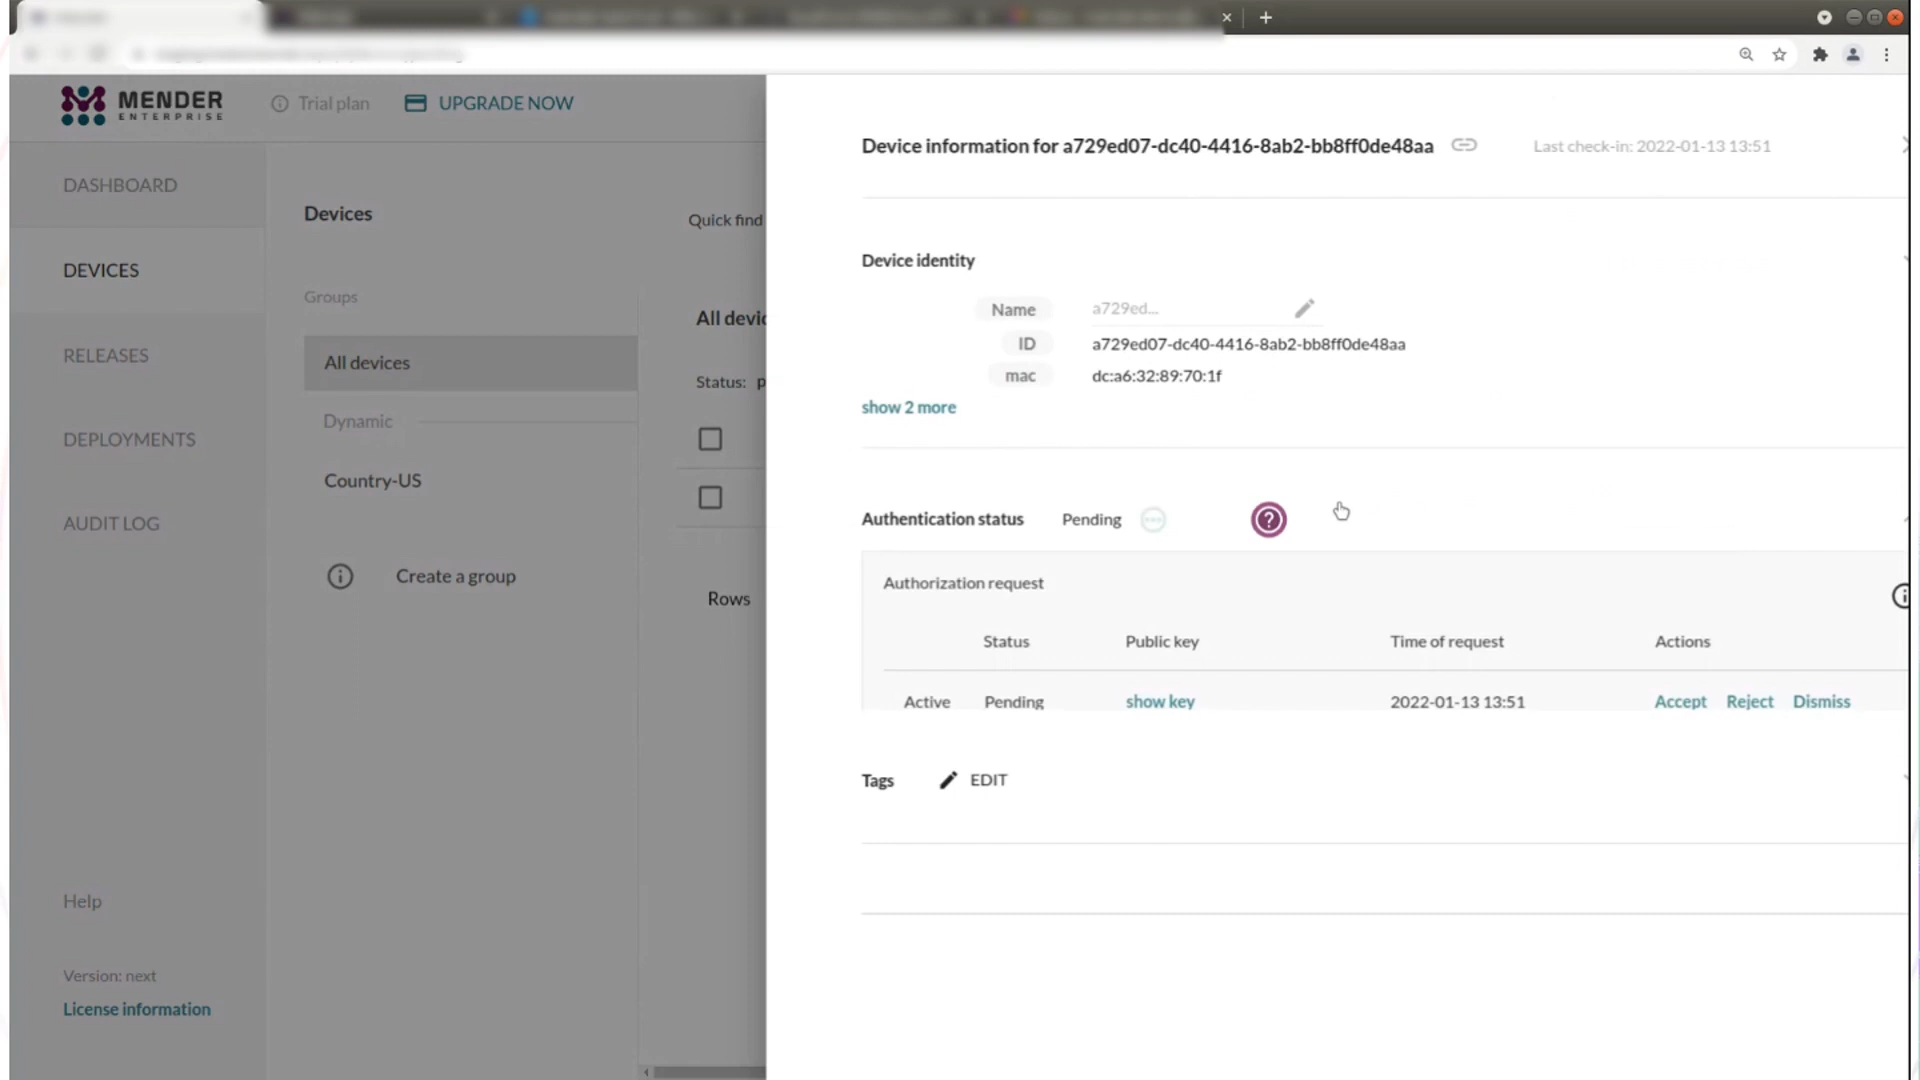 MENDER
ENTERPRISE
Trial plan
UPGRADE NOW
DASHBOARD
DEVICES
RELEASES
DEPLOYMENTS
AUDIT LOG
Help
Version: next
License information
Devices
Quick find
Groups
All devices
Dynamic
Country-US
Create a group
All devic
Status: p
Rows
Device information for a729ed07-dc40-4416-8ab2-bb8ff0de48aa
Last check-in: 2022-01-13 13:51
Device identity
Name a729ed...
ID a729ed07-dc40-4416-8ab2-bb8ff0de48aa
mac dc:a6:32:89:70:1f
show 2 more
Authentication status Pending
Authorization request
Status Public key Time of request Actions
Active Pending show key 2022-01-13 13:51 Accept Reject Dismiss
Tags EDIT